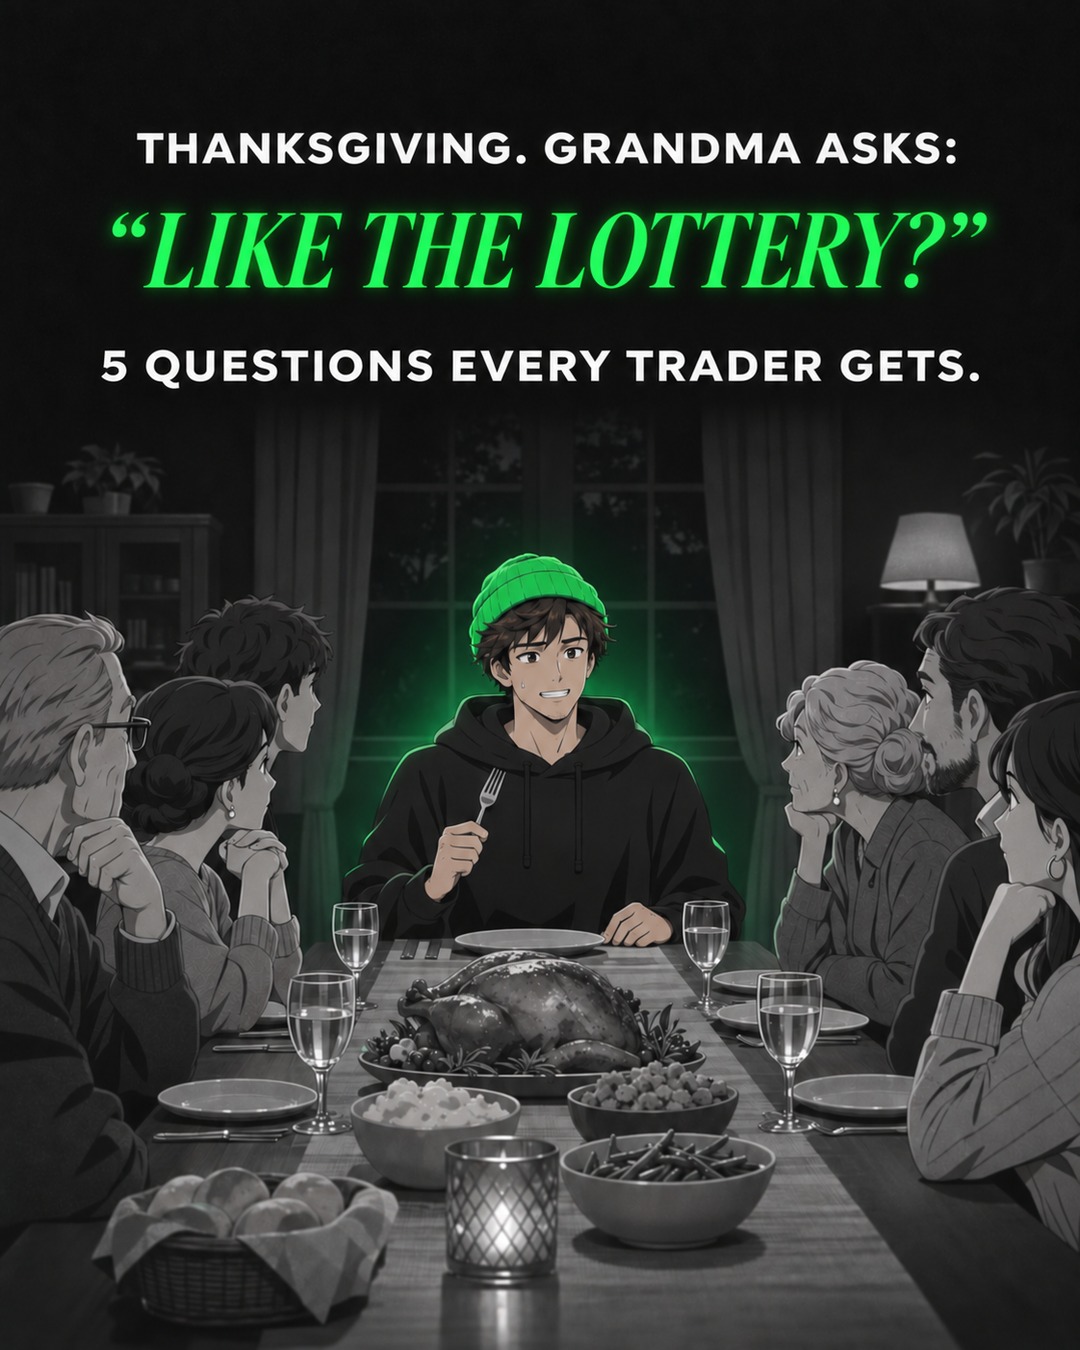 THANKSGIVING. GRANDMA ASKS:
“LIKE THE LOTTERY?”
5 QUESTIONS EVERY TRADER GETS.